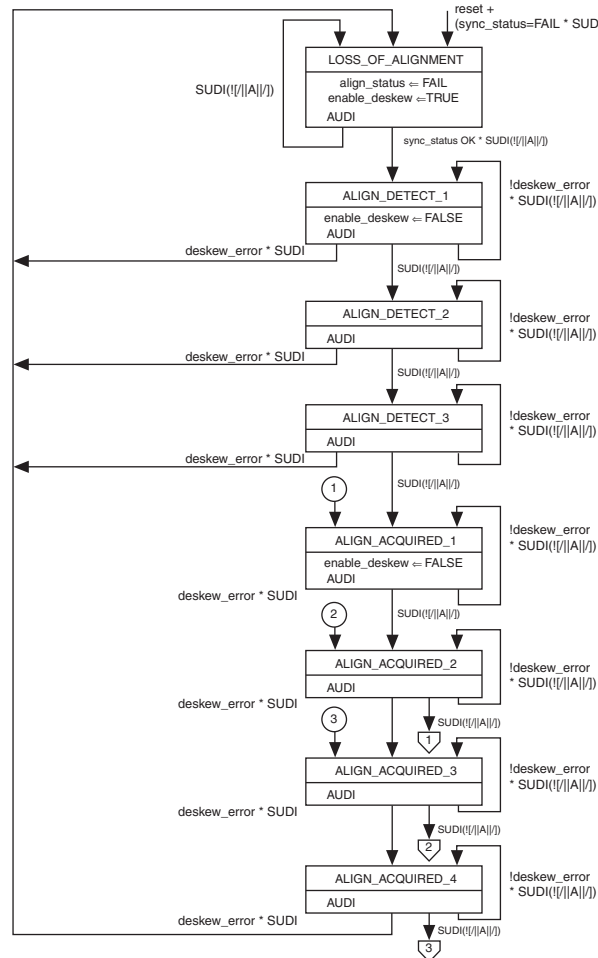 reset +
(sync_status=FAIL * SUD
LOSS_OF_ALIGNMENT
align_status ⇐ FAIL
enable_deskew ⇐TRUE
AUDI
SUDI(![/||A||/])
sync_status OK * SUDI(![/||A||/])
ALIGN_DETECT_1
enable_deskew ⇐ FALSE
AUDI
!deskew_error
* SUDI(![/||A||/])
deskew_error * SUDI
SUDI(![/||A||/])
ALIGN_DETECT_2
AUDI
!deskew_error
* SUDI(![/||A||/])
deskew_error * SUDI
SUDI(![/||A||/])
ALIGN_DETECT_3
AUDI
!deskew_error
* SUDI(![/||A||/])
deskew_error * SUDI
SUDI(![/||A||/])
1
ALIGN_ACQUIRED_1
enable_deskew ⇐ FALSE
AUDI
!deskew_error
* SUDI(![/||A||/])
deskew_error * SUDI
SUDI(![/||A||/])
2
ALIGN_ACQUIRED_2
AUDI
!deskew_error
* SUDI(![/||A||/])
deskew_error * SUDI
SUDI(![/||A||/])
1
3
ALIGN_ACQUIRED_3
AUDI
!deskew_error
* SUDI(![/||A||/])
deskew_error * SUDI
SUDI(![/||A||/])
2
ALIGN_ACQUIRED_4
AUDI
!deskew_error
* SUDI(![/||A||/])
deskew_error * SUDI
SUDI(![/||A||/])
3